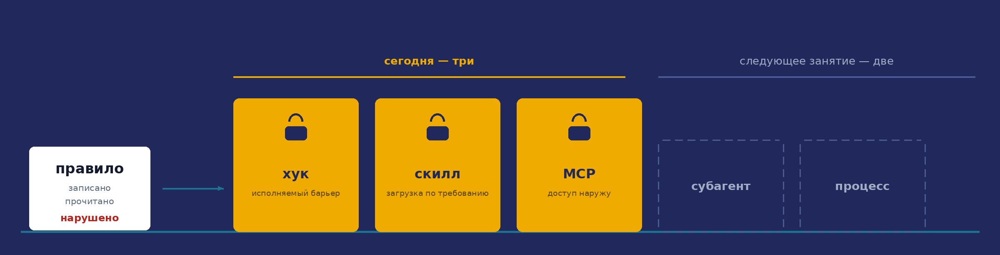 сегодня — три
следующее занятие — две
правило
записано
прочитано
нарушено
хук
исполняемый барьер
скилл
загрузка по требованию
MCP
доступ наружу
субагент
процесс